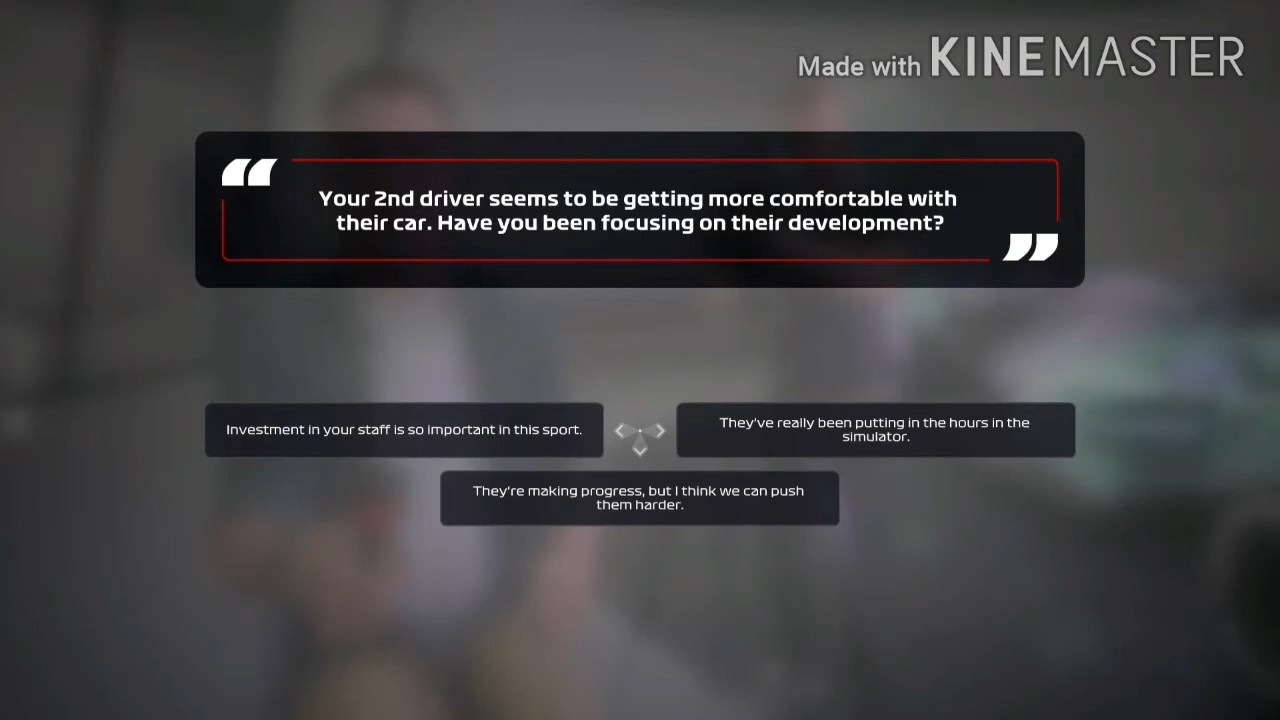 Made with KINEMASTER
Your 2nd driver seems to be getting more comfortable with
their car. Have you been focusing on their development?
Investment in your staff is so important in this sport.
They've really been putting in the hours in the
simulator.
They're making progress, but I think we can push
them harder.